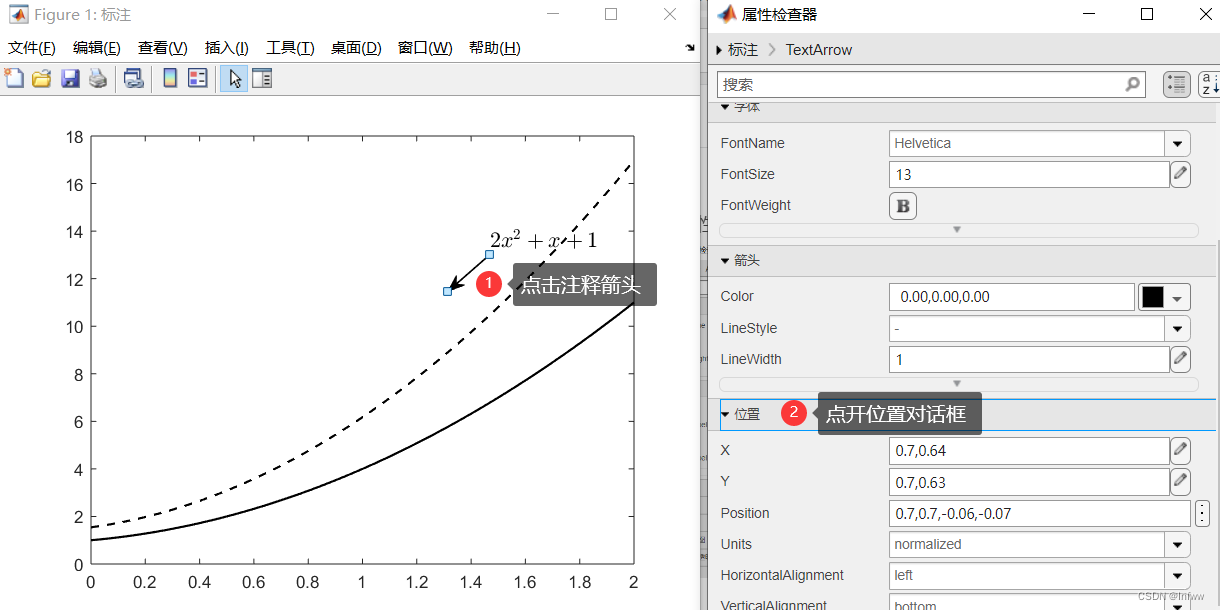 Figure 1: 标注
文件(F) 编辑(E) 查看(V) 插入(I) 工具(T) 桌面(D) 窗口(W) 帮助(H)
18
16
14
12
10
8
6
4
2
0
0 0.2 0.4 0.6 0.8 1 1.2 1.4 1.6 1.8 2
2x² + x + 1
1 点击注释箭头
属性检查器
标注 TextArrow
搜索
字体
FontName Helvetica
FontSize 13
FontWeight B
箭头
Color 0.00,0.00,0.00
LineStyle -
LineWidth 1
位置 2 点开位置对话框
X 0.7,0.64
Y 0.7,0.63
Position 0.7,0.7,-0.06,-0.07
Units normalized
HorizontalAlignment left
VerticalAlignment bottom